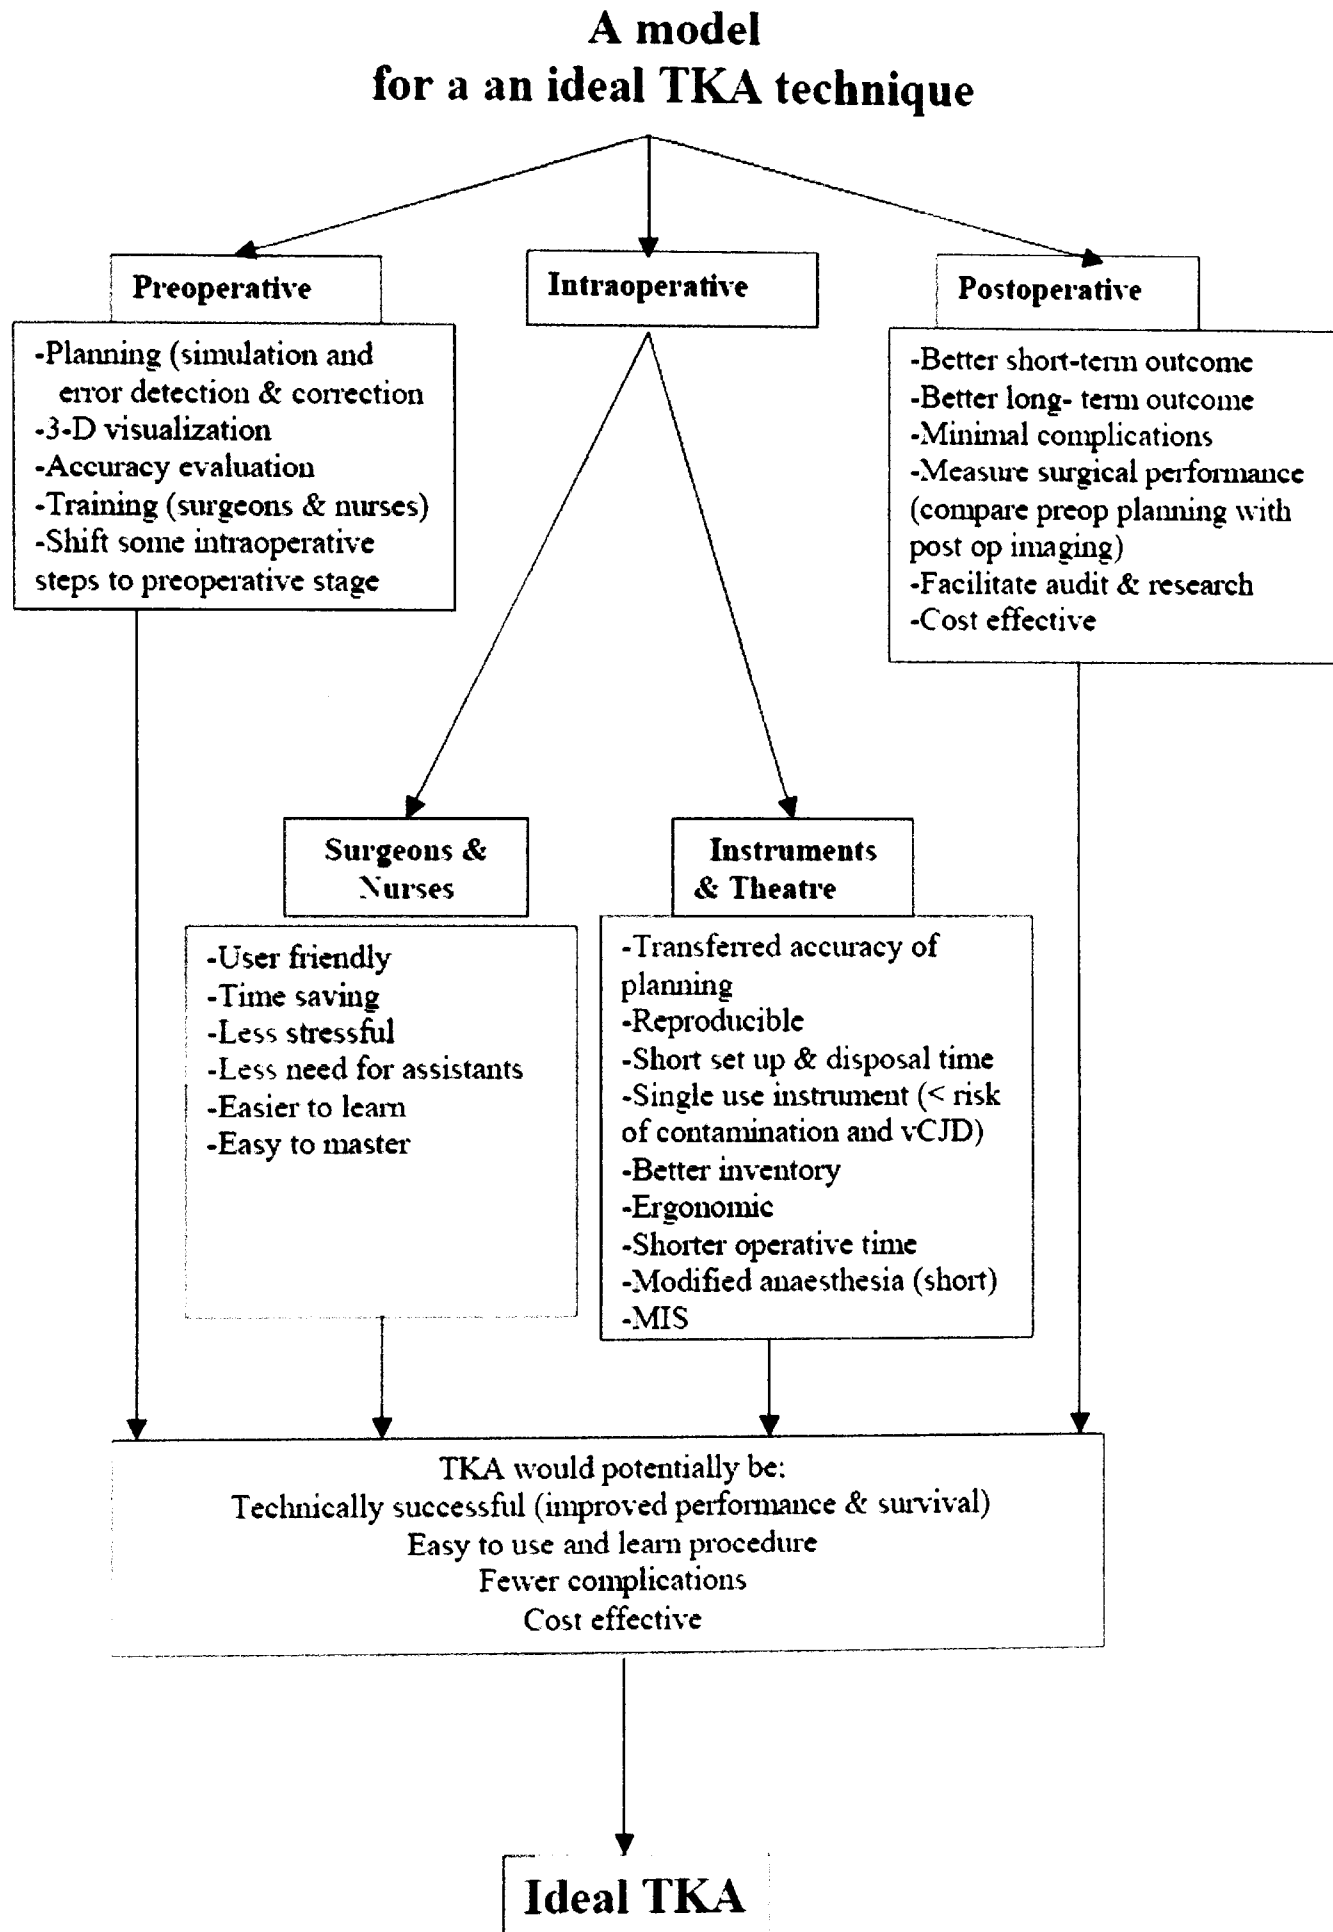 A model
for a an ideal TKA technique
Preoperative
-Planning (simulation and
error detection & correction
-3-D visualization
-Accuracy evaluation
-Training (surgeons & nurses)
-Shift some intraoperative
steps to preoperative stage
Intraoperative
Postoperative
-Better short-term outcome
-Better long- term outcome
-Minimal complications
-Measure surgical performance
(compare preop planning with
post op imaging)
-Facilitate audit & research
-Cost effective
Surgeons &
Nurses
-User friendly
-Time saving
-Less stressful
-Less need for assistants
-Easier to learn
-Easy to master
Instruments
& Theatre
-Transferred accuracy of
planning
-Reproducible
-Short set up & disposal time
-Single use instrument (< risk
of contamination and vCJD)
-Better inventory
-Ergonomic
-Shorter operative time
-Modified anaesthesia (short)
-MIS
TKA would potentially be:
Technically successful (improved performance & survival)
Easy to use and learn procedure
Fewer complications
Cost effective
Ideal TKA